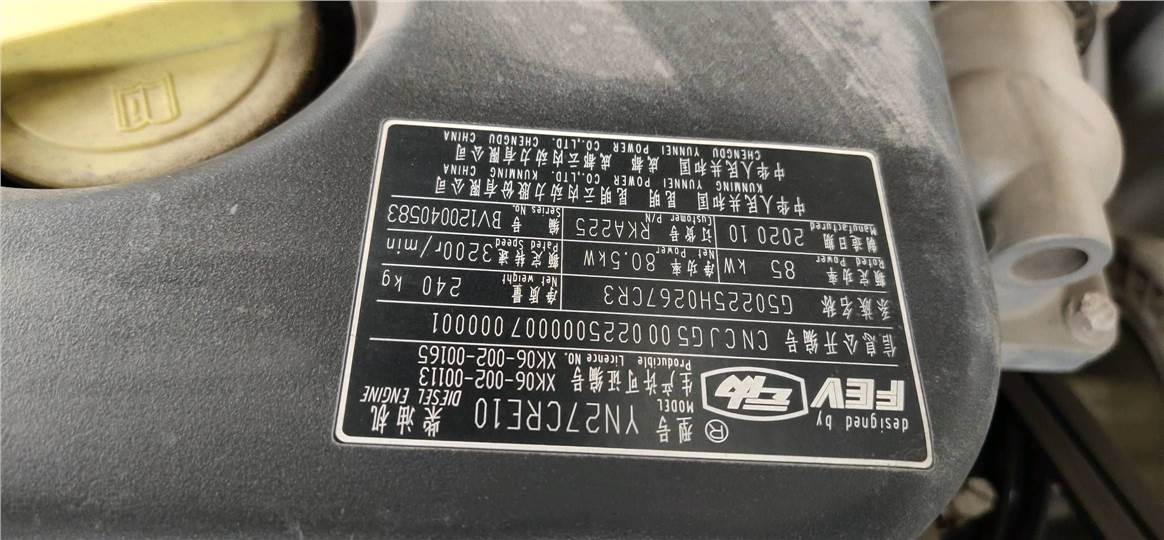 designed by
FEV
®
型号 YN27CRE10 柴油机
MODEL DIESEL ENGINE
生产许可证编号 XK06-002-00113
Producible Licence No. XK06-002-00165
信息公开编号 CNCJG5 00 0225000007 000001
系族名称 G50225H0267CR3 净质量 240 kg
Net weight
额定功率 85 kW 净功率 80.5kW 额定转速 3200r/min
Roted Power Net Power Rated Speed
制造日期 2020 10 订货号 RKA225 编号 BV120040583
Manufactured Customer P/N Series No.
中华人民共和国 昆明 昆明云内动力股份有限公司
KUNMING YUNNEI POWER CO.,LTD. KUNMING CHINA
中华人民共和国 成都 成都云内动力有限公司
CHENGDU YUNNEI POWER CO.,LTD. CHENGDU CHINA